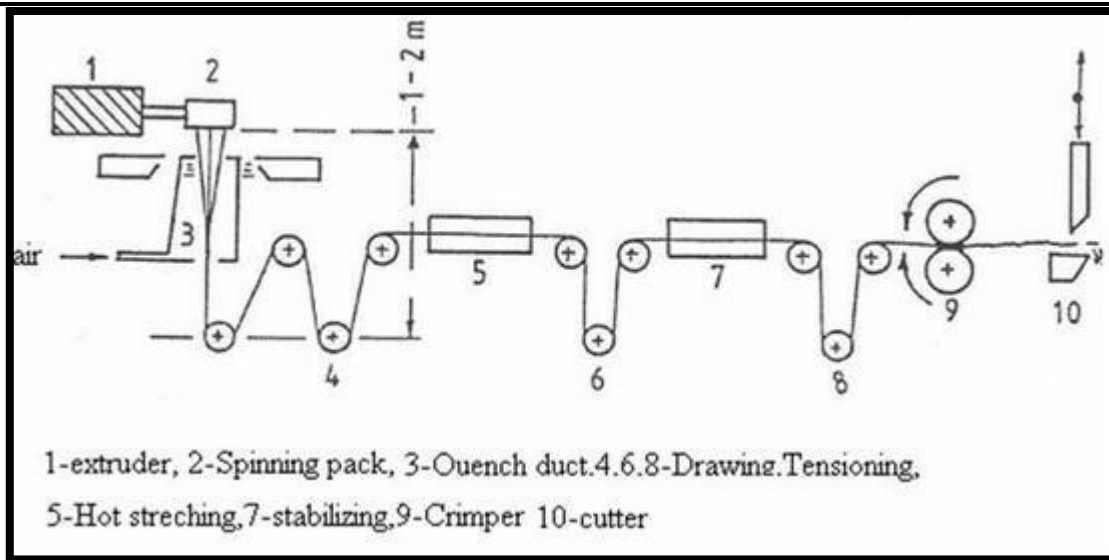 1
2
1 - 2 m
3
air
4
5
6
7
8
9
10
1-extruder, 2-Spinning pack, 3-Ouench duct.4.6.8-Drawing.Tensioning,
5-Hot streching,7-stabilizing,9-Crimper 10-cutter